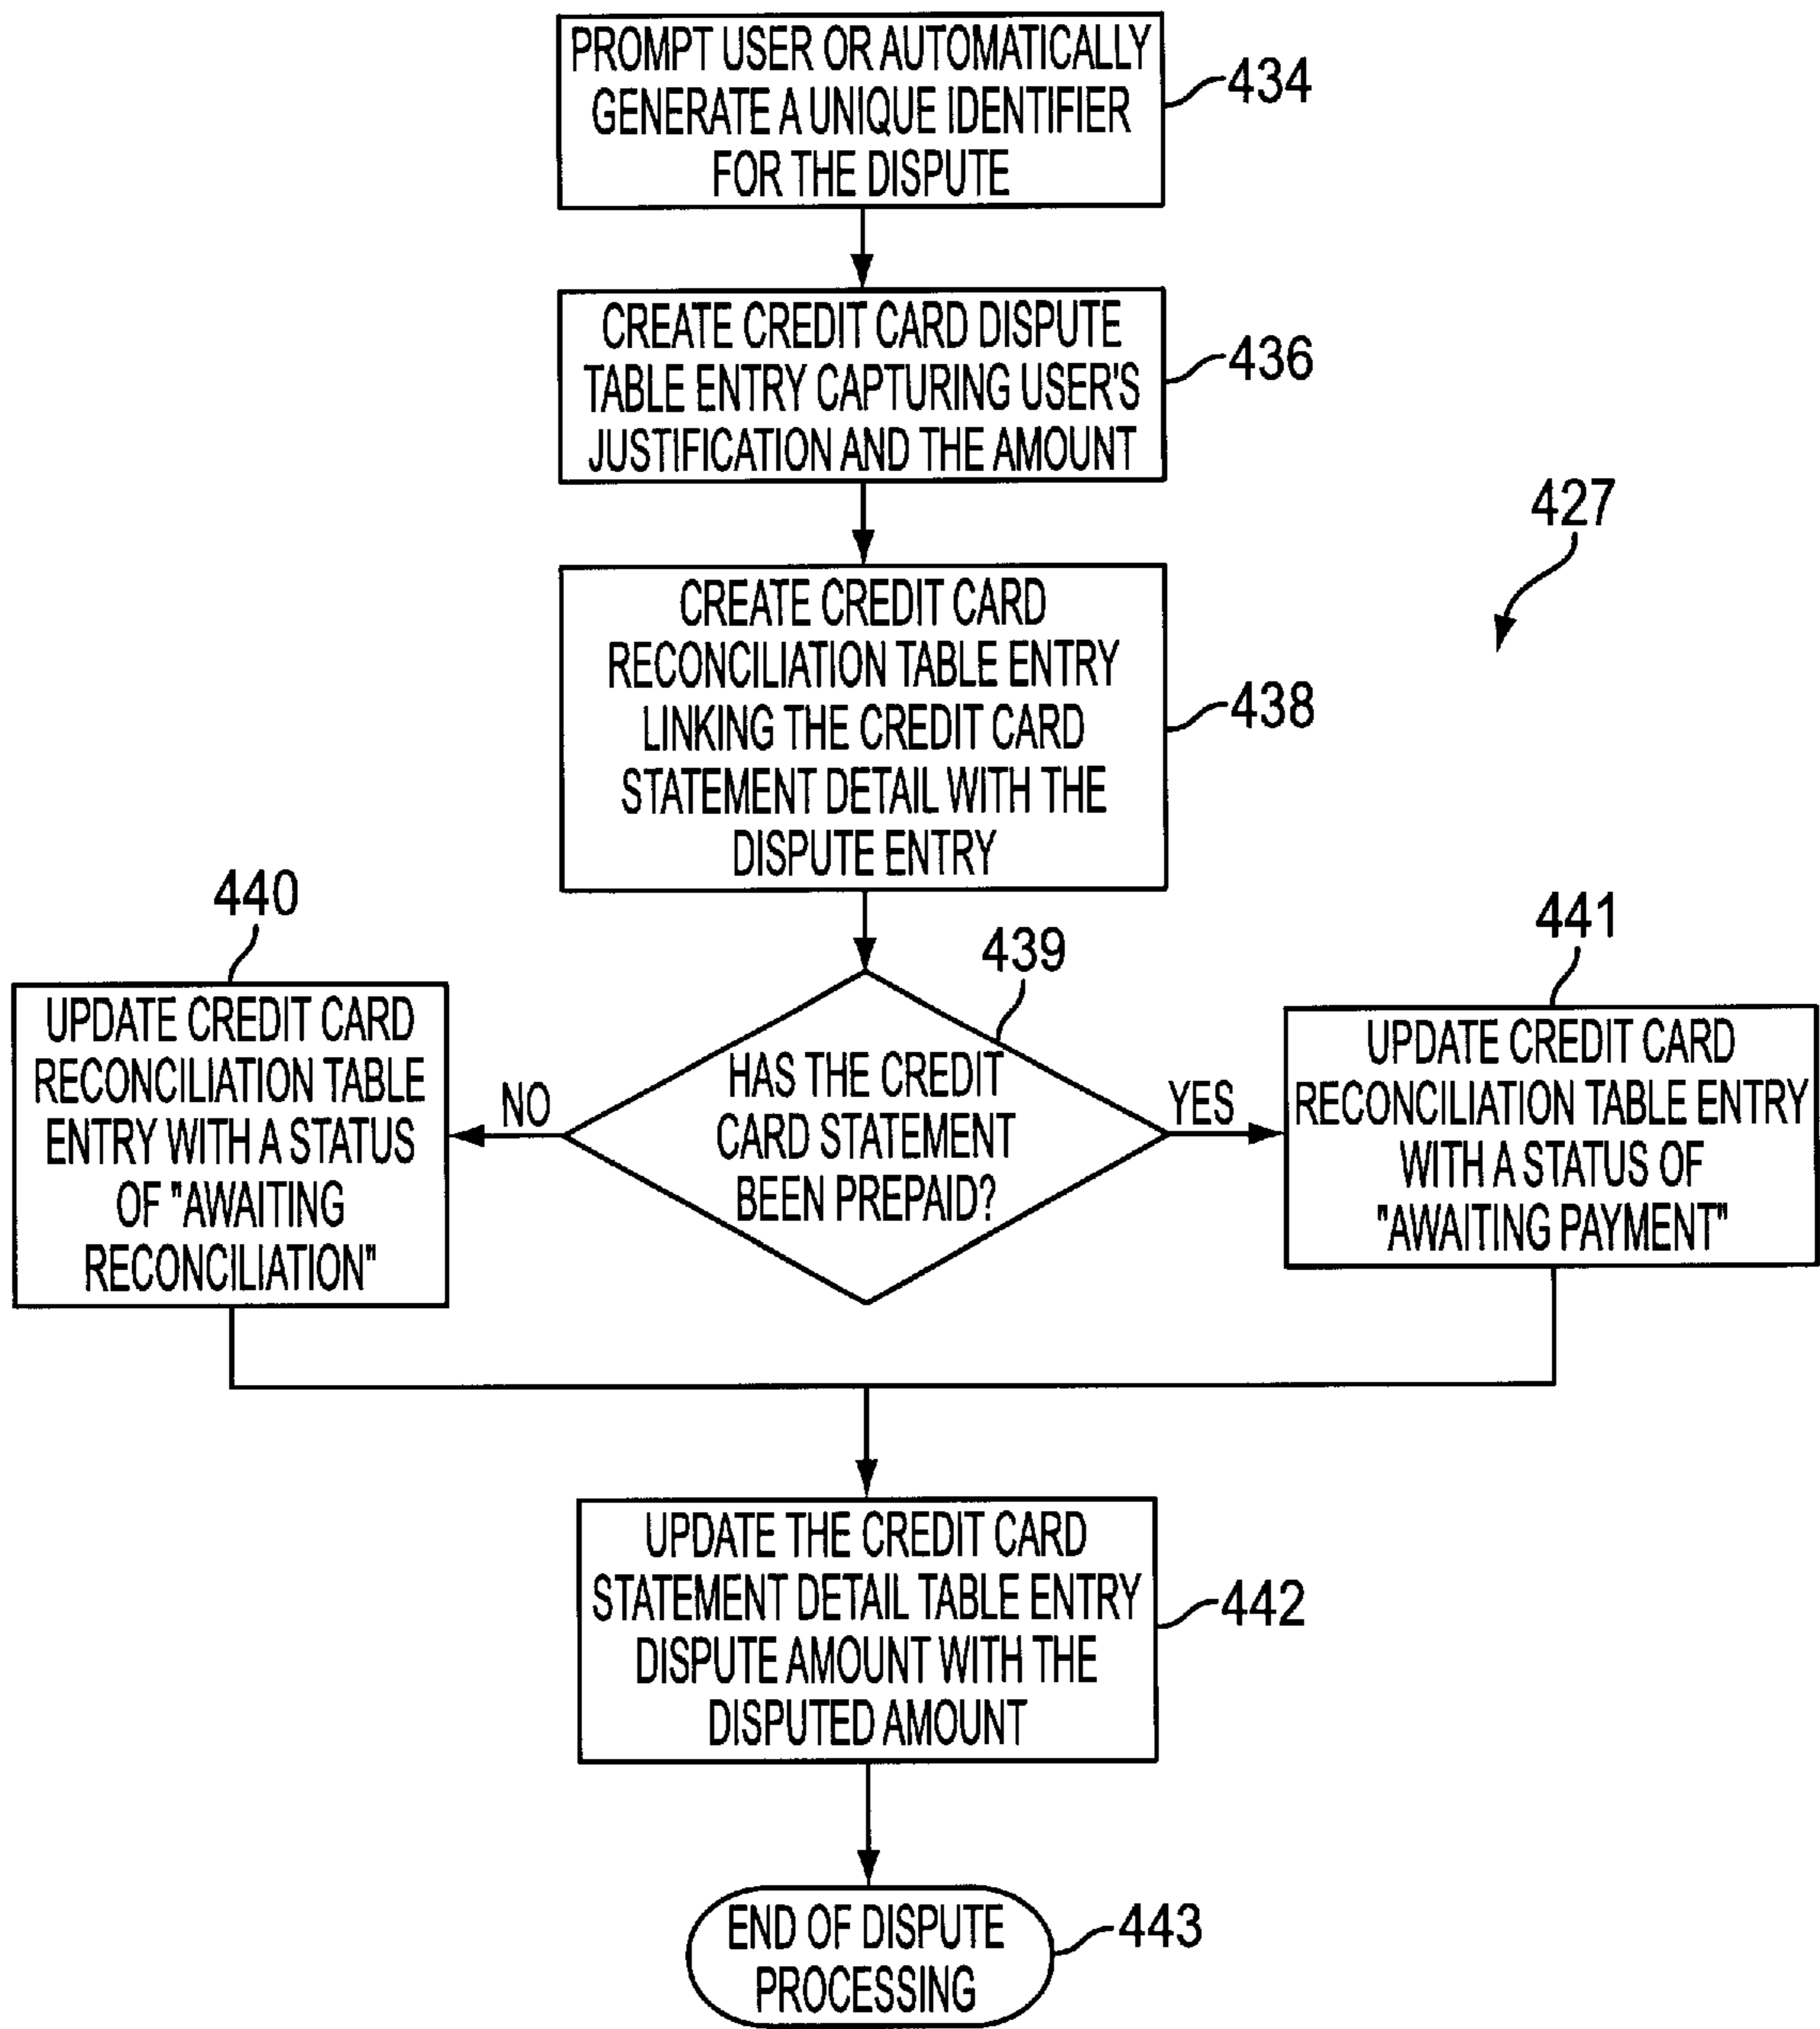 PROMPT USER OR AUTOMATICALLY
GENERATE A UNIQUE IDENTIFIER
FOR THE DISPUTE
434
CREATE CREDIT CARD DISPUTE
TABLE ENTRY CAPTURING USER'S
JUSTIFICATION AND THE AMOUNT
436
427
CREATE CREDIT CARD
RECONCILIATION TABLE ENTRY
LINKING THE CREDIT CARD
STATEMENT DETAIL WITH THE
DISPUTE ENTRY
438
440
UPDATE CREDIT CARD
RECONCILIATION TABLE
ENTRY WITH A STATUS
OF "AWAITING
RECONCILIATION"
NO
439
HAS THE CREDIT
CARD STATEMENT
BEEN PREPAID?
YES
441
UPDATE CREDIT CARD
RECONCILIATION TABLE ENTRY
WITH A STATUS OF
"AWAITING PAYMENT"
UPDATE THE CREDIT CARD
STATEMENT DETAIL TABLE ENTRY
DISPUTE AMOUNT WITH THE
DISPUTED AMOUNT
442
END OF DISPUTE
PROCESSING
443